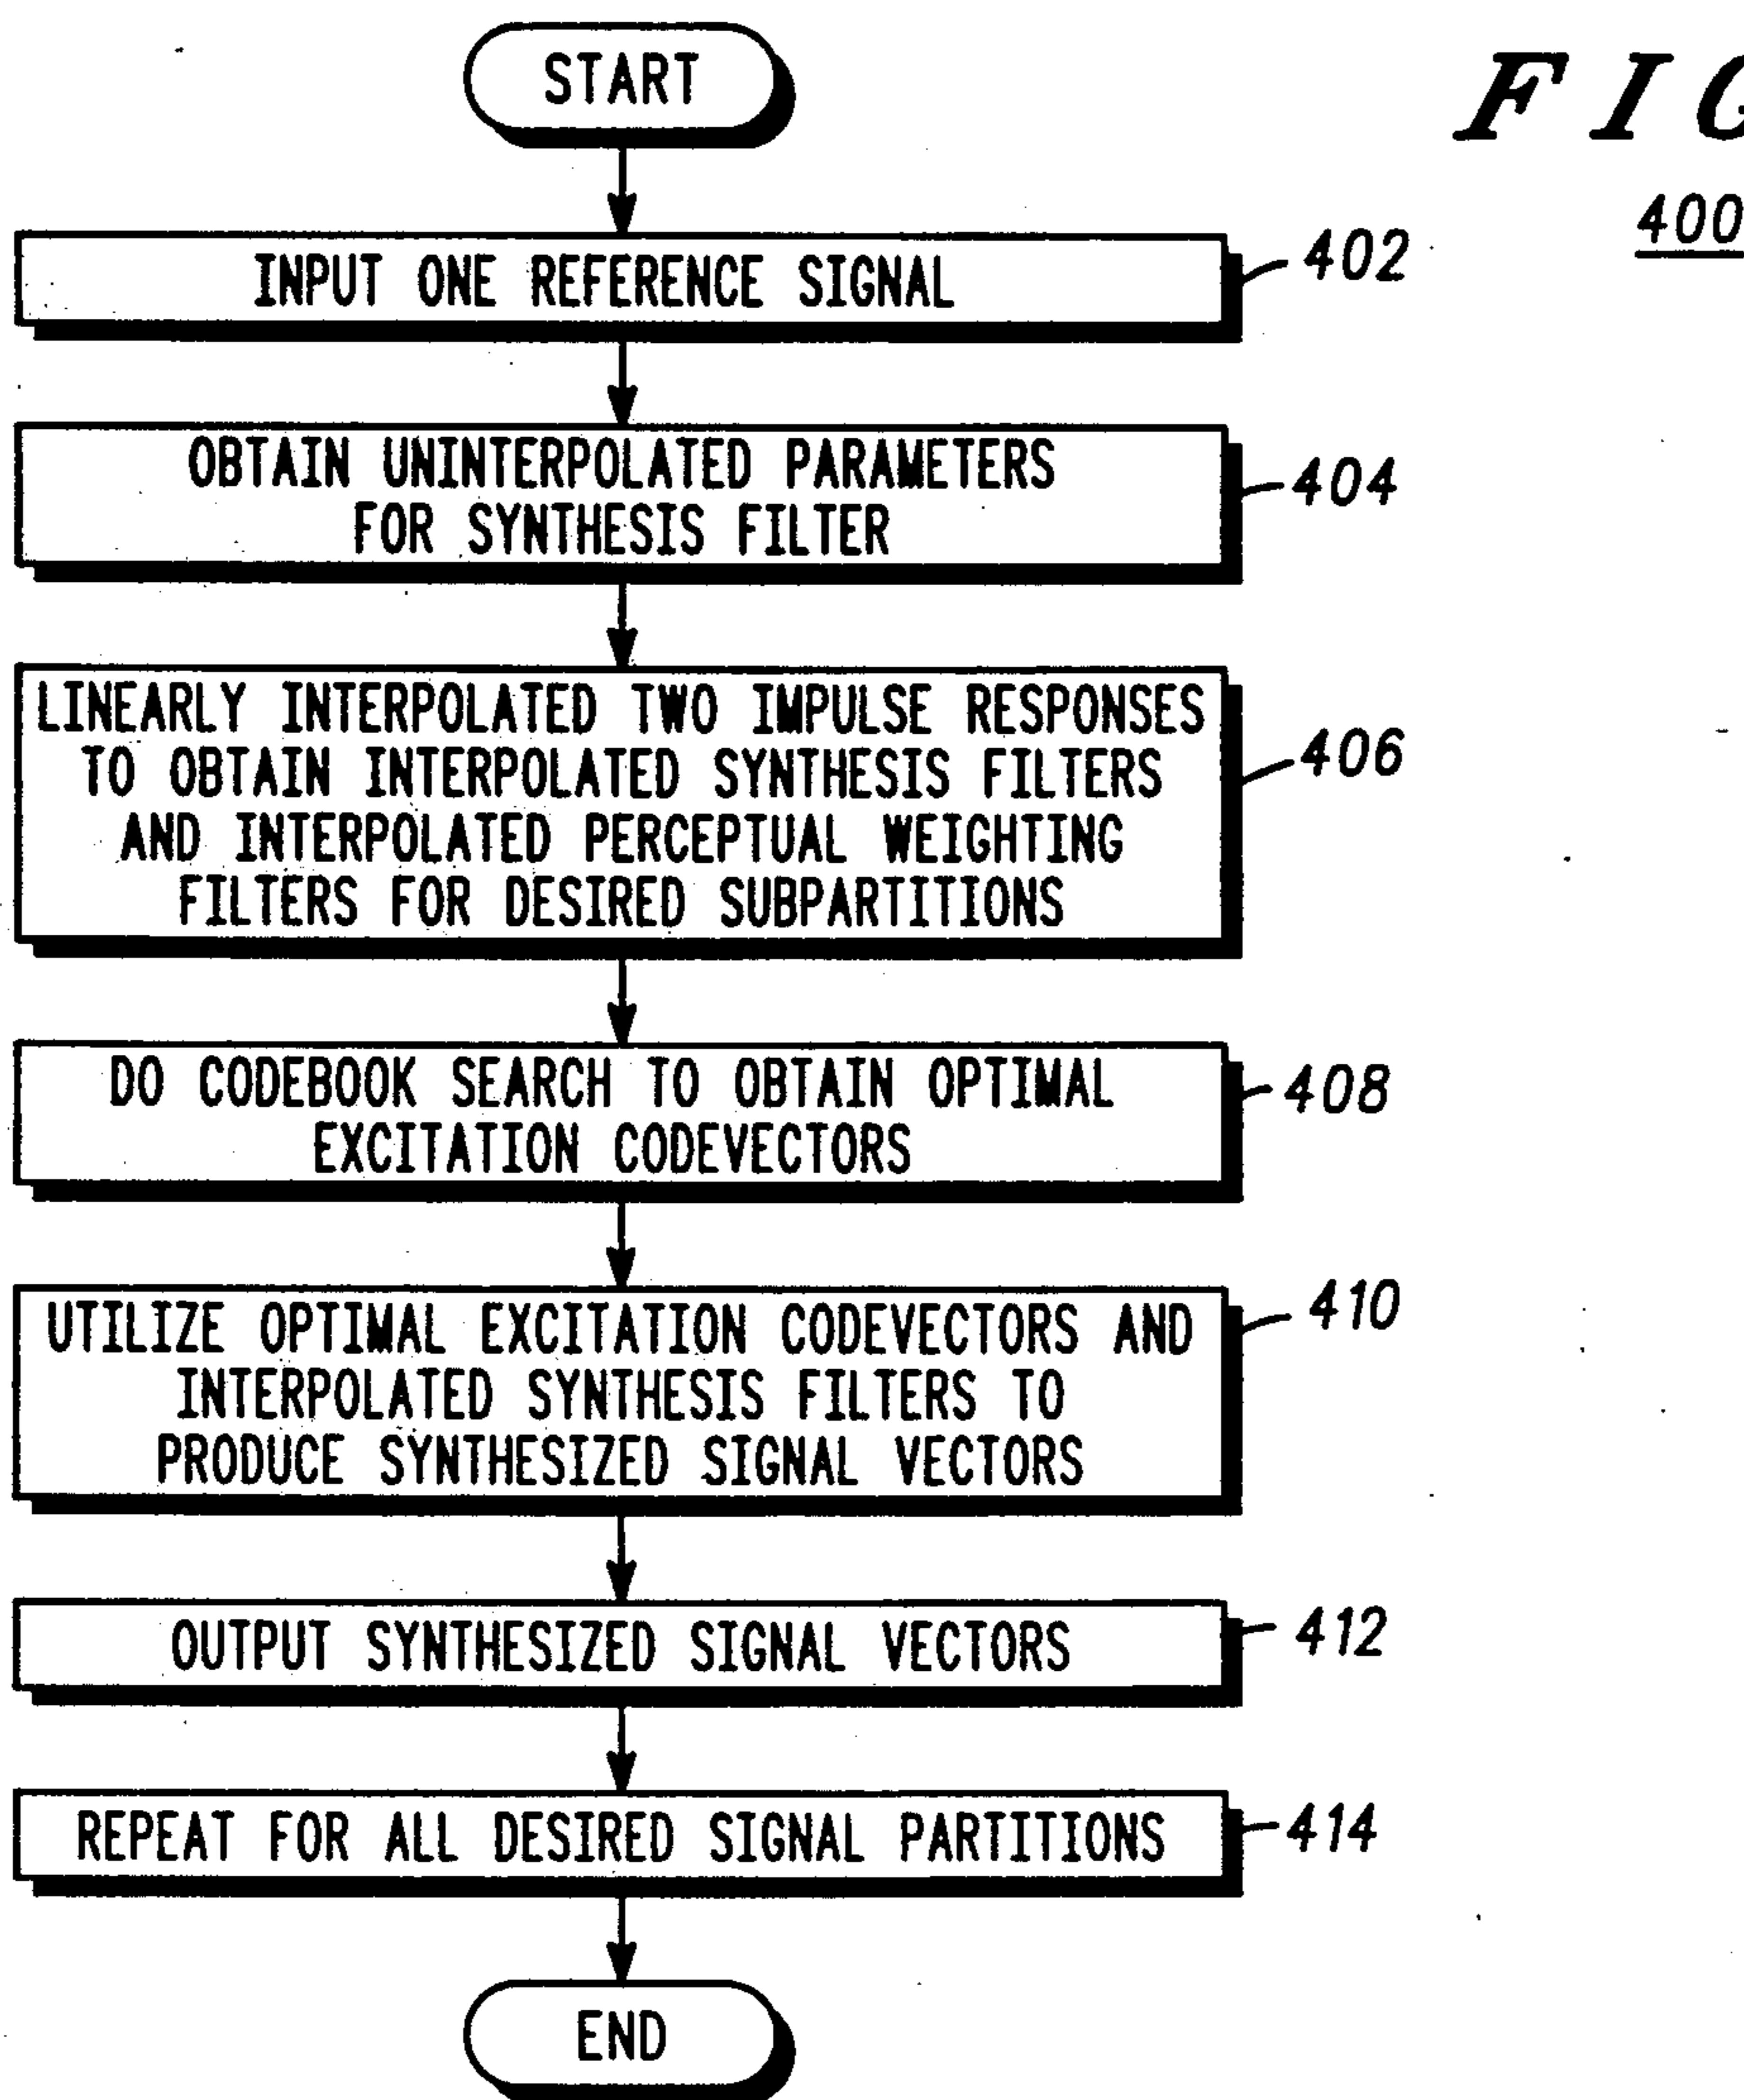 START
FIG
400
INPUT ONE REFERENCE SIGNAL
402
OBTAIN UNINTERPOLATED PARAMETERS
FOR SYNTHESIS FILTER
404
LINEARLY INTERPOLATED TWO IMPULSE RESPONSES
TO OBTAIN INTERPOLATED SYNTHESIS FILTERS
AND INTERPOLATED PERCEPTUAL WEIGHTING
FILTERS FOR DESIRED SUBPARTITIONS
406
DO CODEBOOK SEARCH TO OBTAIN OPTIMAL
EXCITATION CODEVECTORS
408
UTILIZE OPTIMAL EXCITATION CODEVECTORS AND
INTERPOLATED SYNTHESIS FILTERS TO
PRODUCE SYNTHESIZED SIGNAL VECTORS
410
OUTPUT SYNTHESIZED SIGNAL VECTORS
412
REPEAT FOR ALL DESIRED SIGNAL PARTITIONS
414
END